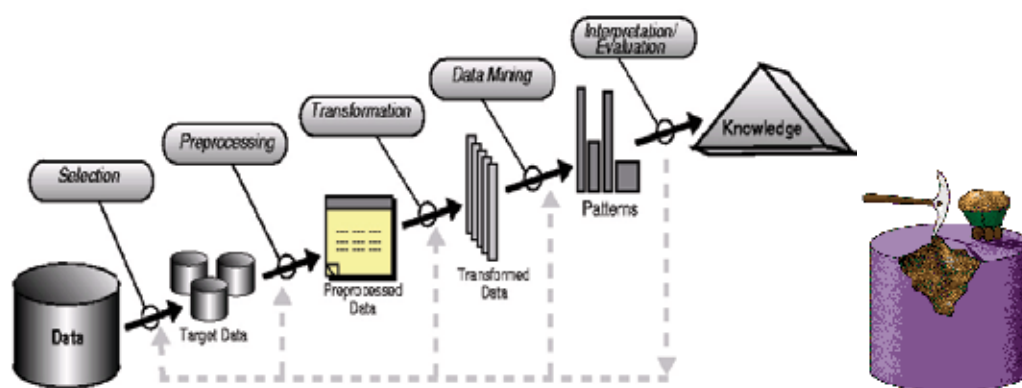 Interpretation/
Evaluation
Data Mining
Transformation
Preprocessing
Selection
Knowledge
Patterns
Transformed
Data
Preprocessed
Data
Target Data
Data